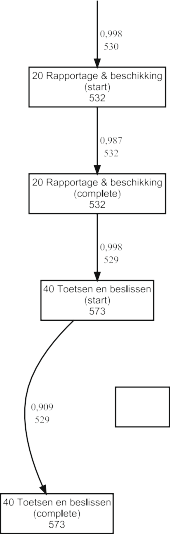 0,998
530
20 Rapportage & beschikking
(start)
532
0,987
532
20 Rapportage & beschikking
(complete)
532
0,998
529
40 Toetsen en beslissen
(start)
573
0,909
529
40 Toetsen en beslissen
(complete)
573